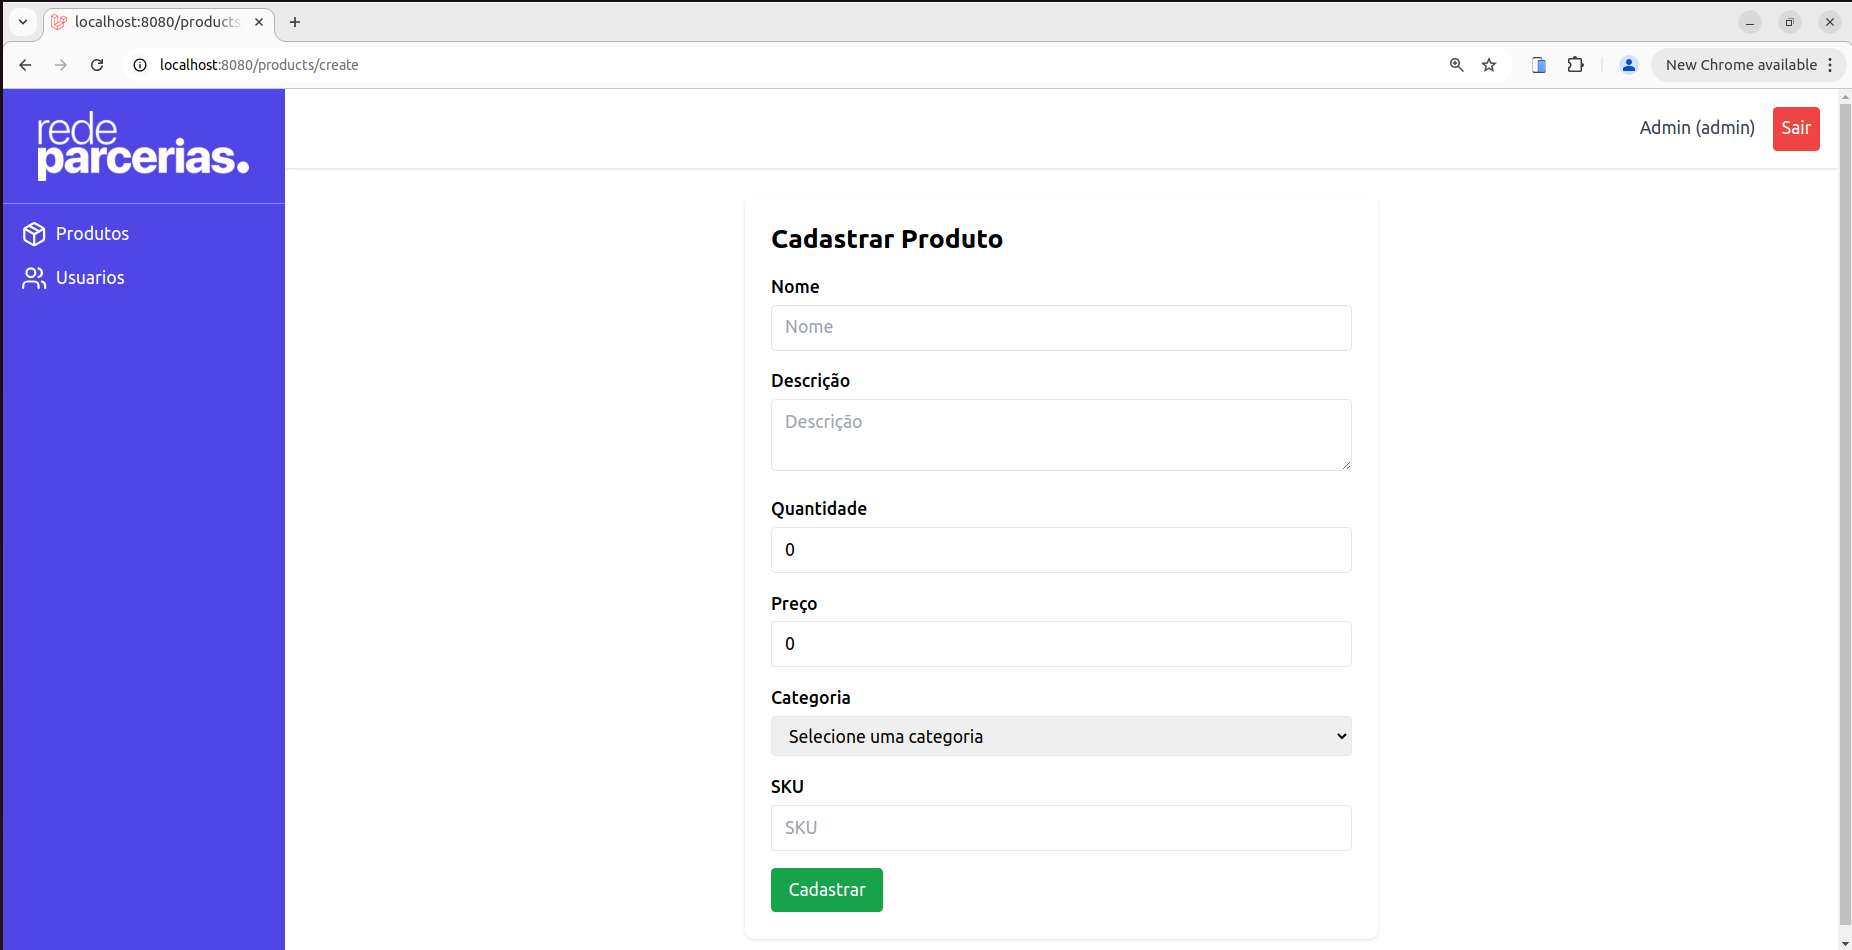 localhost:8080/products
localhost:8080/products/create
New Chrome available
rede
parcerias.
Admin (admin)
Sair
Produtos
Usuarios
Cadastrar Produto
Nome
Nome
Descrição
Descrição
Quantidade
0
Preço
0
Categoria
Selecione uma categoria
SKU
SKU
Cadastrar